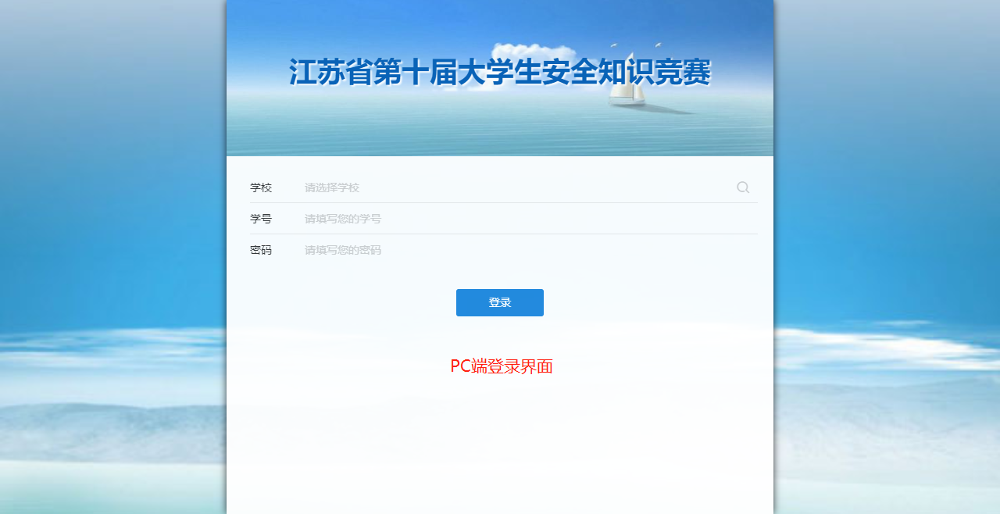 江苏省第十届大学生安全知识竞赛
学校 请选择学校
学号 请填写您的学号
密码 请填写您的密码
登录
PC端登录界面